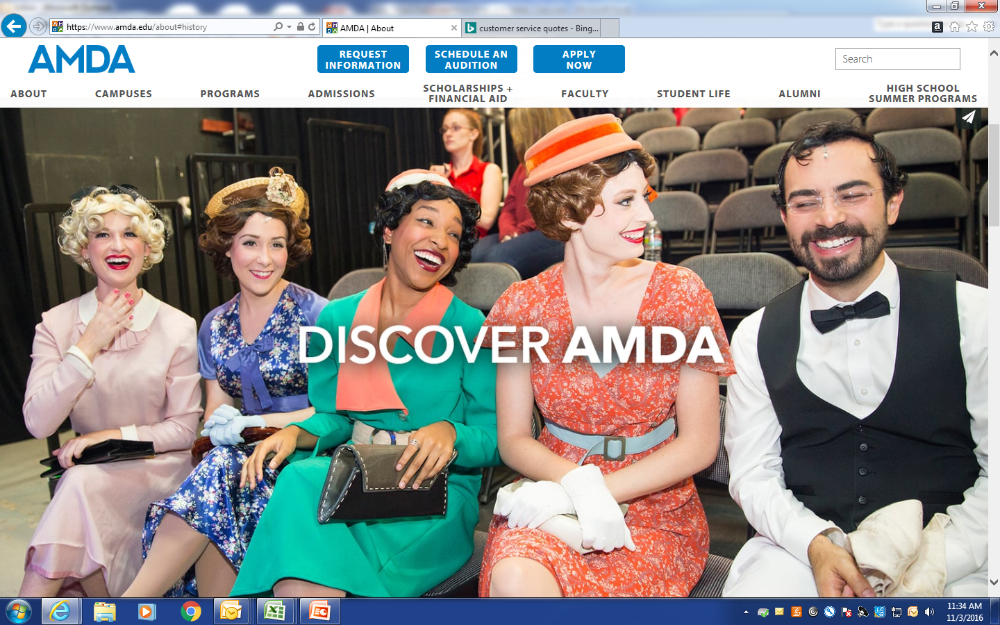 https://www.amda.edu/about#history
AMDA | About
customer service quotes - Bing...
AMDA
REQUEST
INFORMATION
SCHEDULE AN
AUDITION
APPLY
NOW
Search
ABOUT
CAMPUSES
PROGRAMS
ADMISSIONS
SCHOLARSHIPS +
FINANCIAL AID
FACULTY
STUDENT LIFE
ALUMNI
HIGH SCHOOL
SUMMER PROGRAMS
DISCOVER AMDA
11:34 AM
11/3/2016